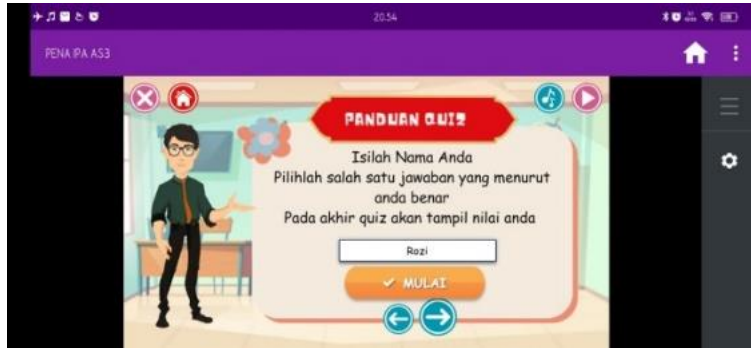 20.54
PENA IPA AS3
PANDUAN QUIZ
Isilah Nama Anda
Pilihlah salah satu jawaban yang menurut
anda benar
Pada akhir quiz akan tampil nilai anda
Rozi
MULAI